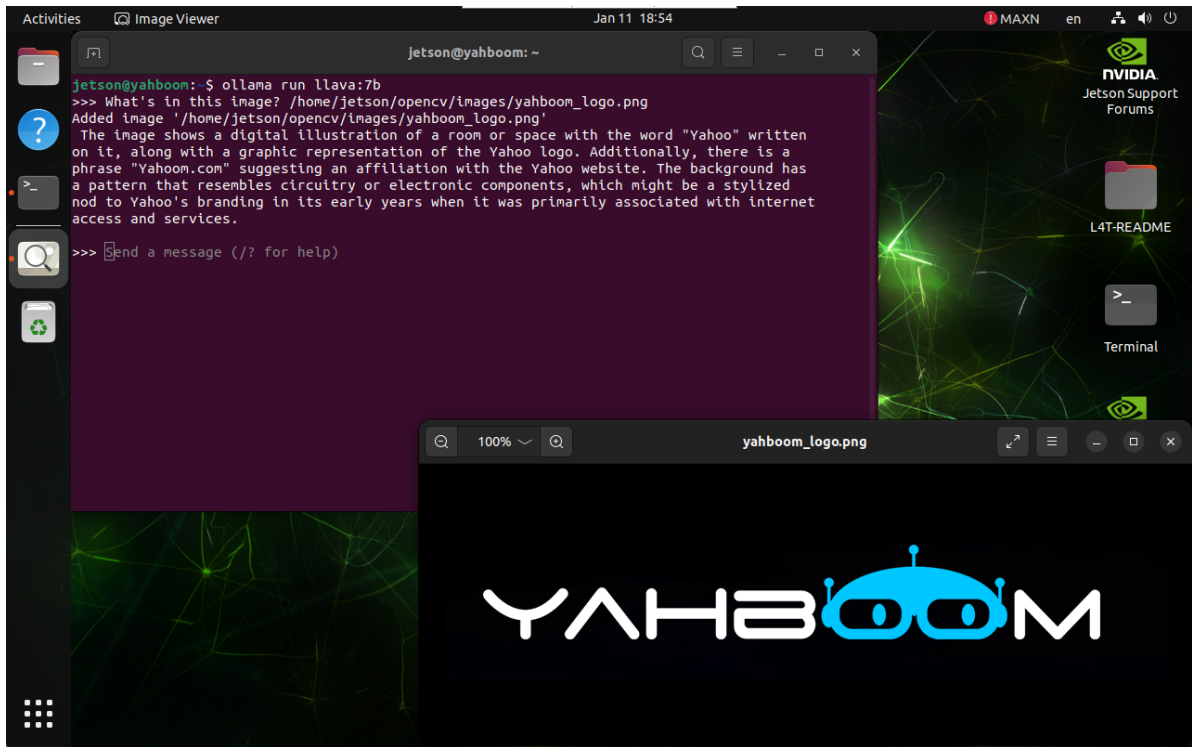 Activities
Image Viewer
Jan 11 18:54
MAXN
en
jetson@yahboom: ~
jetson@yahboom:~$ ollama run llava:7b
>>> What's in this image? /home/jetson/opencv/images/yahboom_logo.png
Added image '/home/jetson/opencv/images/yahboom_logo.png'
The image shows a digital illustration of a room or space with the word "Yahoo" written
on it, along with a graphic representation of the Yahoo logo. Additionally, there is a
phrase "Yahoom.com" suggesting an affiliation with the Yahoo website. The background has
a pattern that resembles circuitry or electronic components, which might be a stylized
nod to Yahoo's branding in its early years when it was primarily associated with internet
access and services.
>>> Send a message (/? for help)
NVIDIA.
Jetson Support
Forums
L4T-README
>_
Terminal
100%
yahboom_logo.png
YAHBOOM